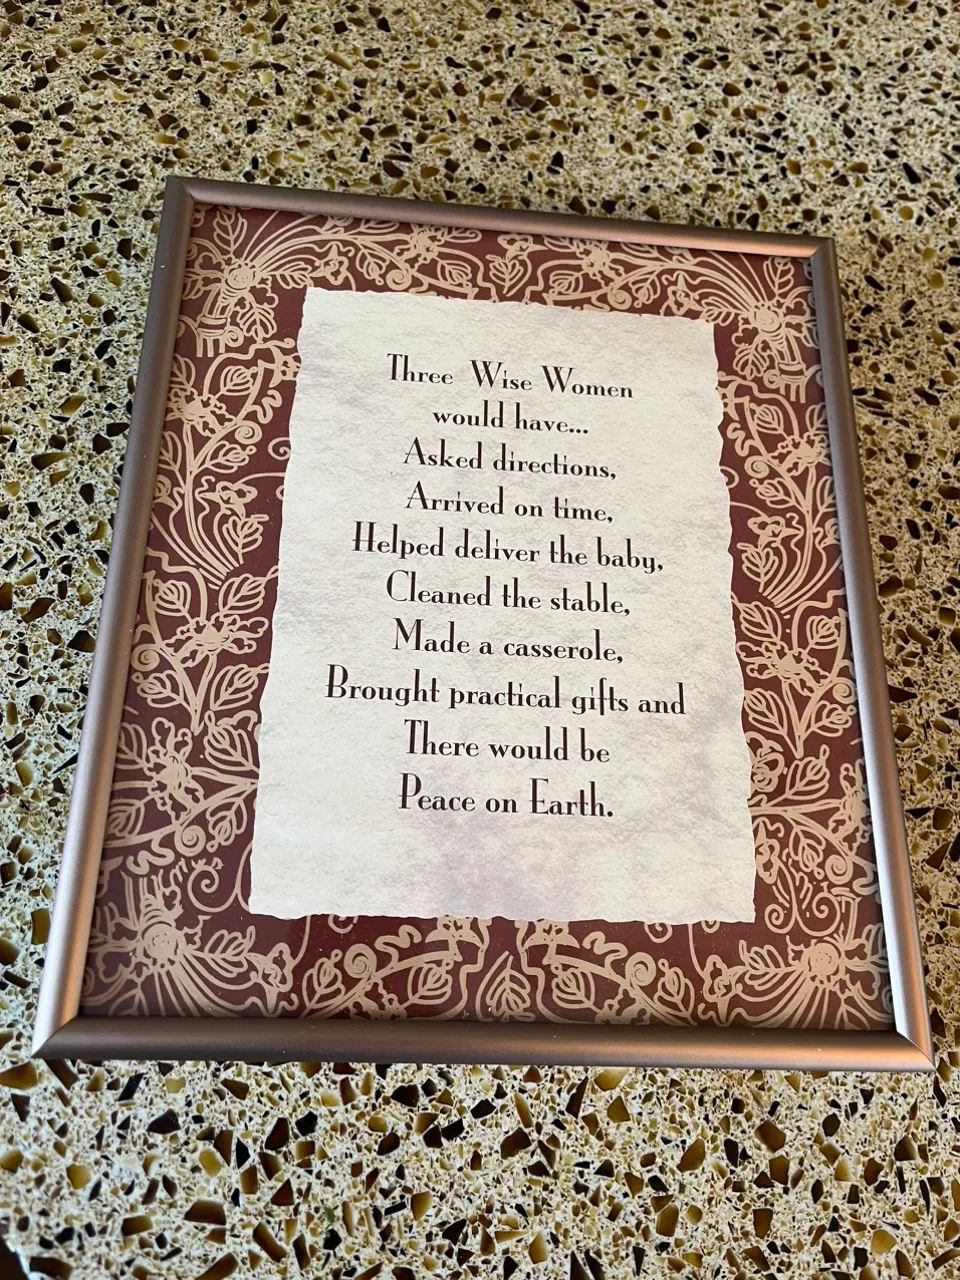 Three Wise Women
would have...
Asked directions,
Arrived on time,
Helped deliver the baby,
Cleaned the stable,
Made a casserole,
Brought practical gifts and
There would be
Peace on Earth.